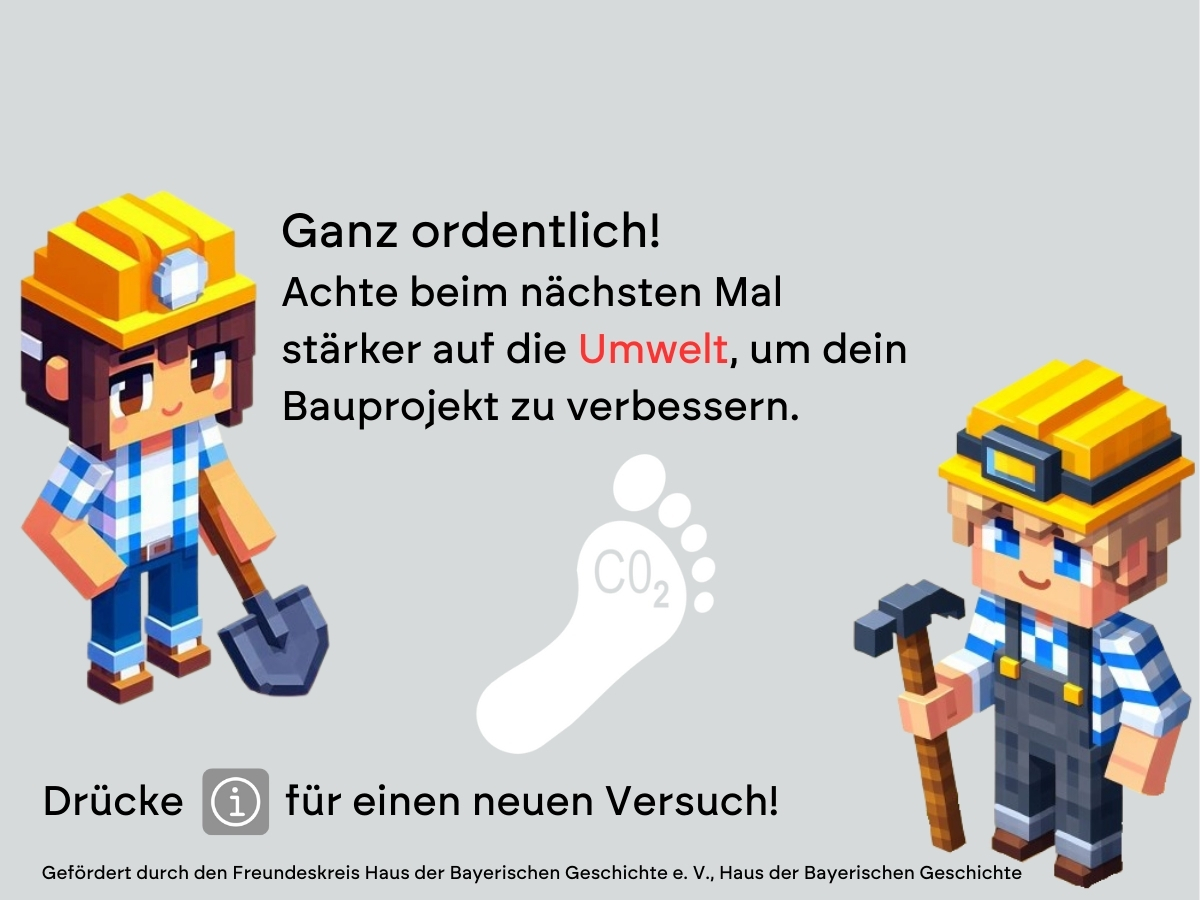 Ganz ordentlich!
Achte beim nächsten Mal
stärker auf die Umwelt, um dein
Bauprojekt zu verbessern.
CO₂
Drücke i für einen neuen Versuch!
Gefördert durch den Freundeskreis Haus der Bayerischen Geschichte e. V., Haus der Bayerischen Geschichte